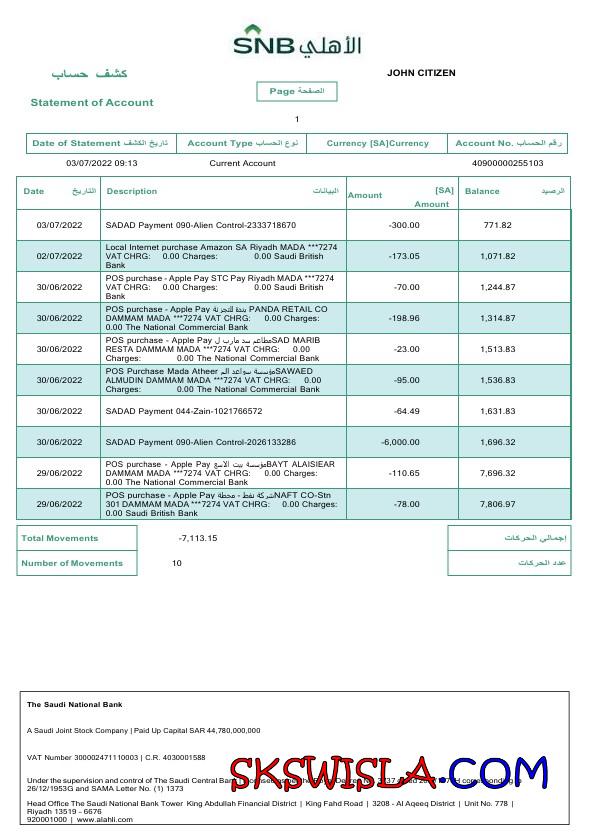 SNB الأهلي
كشف حساب
JOHN CITIZEN
Page الصفحة
Statement of Account
1
Date of Statement تاريخ الكشف Account Type نوع الحساب Currency [SA]Currency Account No. رقم الحساب
03/07/2022 09:13 Current Account 40900000255103
Date التاريخ Description البيانات Amount [SA] Amount Balance الرصيد
03/07/2022 SADAD Payment 090-Alien Control-2333718670 -300.00 771.82
Local Internet purchase Amazon SA Riyadh MADA ***7274
02/07/2022 VAT CHRG: 0.00 Charges: 0.00 Saudi British -173.05 1,071.82
Bank
POS purchase - Apple Pay STC Pay Riyadh MADA ***7274
30/06/2022 VAT CHRG: 0.00 Charges: 0.00 Saudi British -70.00 1,244.87
Bank
POS purchase - Apple Pay بندة للتجزئة PANDA RETAIL CO
30/06/2022 DAMMAM MADA ***7274 VAT CHRG: 0.00 Charges: -198.96 1,314.87
0.00 The National Commercial Bank
POS purchase - Apple Pay مطاعم سد مارب ل SAD MARIB
30/06/2022 RESTA DAMMAM MADA ***7274 VAT CHRG: 0.00 -23.00 1,513.83
Charges: 0.00 The National Commercial Bank
POS Purchase Mada Atheer مؤسسة سواعد الم SAWAED
30/06/2022 ALMUDIN DAMMAM MADA ***7274 VAT CHRG: 0.00 -95.00 1,536.83
Charges: 0.00 The National Commercial Bank
30/06/2022 SADAD Payment 044-Zain-1021766572 -64.49 1,631.83
30/06/2022 SADAD Payment 090-Alien Control-2026133286 -6,000.00 1,696.32
POS purchase - Apple Pay مؤسسة بيت الاسع BAYT ALAISIEAR
29/06/2022 DAMMAM MADA ***7274 VAT CHRG: 0.00 Charges: -110.65 7,696.32
0.00 The National Commercial Bank
POS purchase - Apple Pay شركة نفط - محطة NAFT CO-Stn
29/06/2022 301 DAMMAM MADA ***7274 VAT CHRG: 0.00 Charges: -78.00 7,806.97
0.00 Saudi British Bank
Total Movements -7,113.15 إجمالي الحركات
Number of Movements 10 عدد الحركات
The Saudi National Bank
A Saudi Joint Stock Company | Paid Up Capital SAR 44,780,000,000
VAT Number 300002471110003 | C.R. 4030001588
SKSWISLA.COM
Under the supervision and control of The Saudi Central Bank
26/12/1953G and SAMA Letter No. (1) 1373
Head Office The Saudi National Bank Tower King Abdullah Financial District | King Fahd Road | 3208 - Al Aqeeq District | Unit No. 778 |
Riyadh 13519 - 6676
920001000 | www.alahli.com